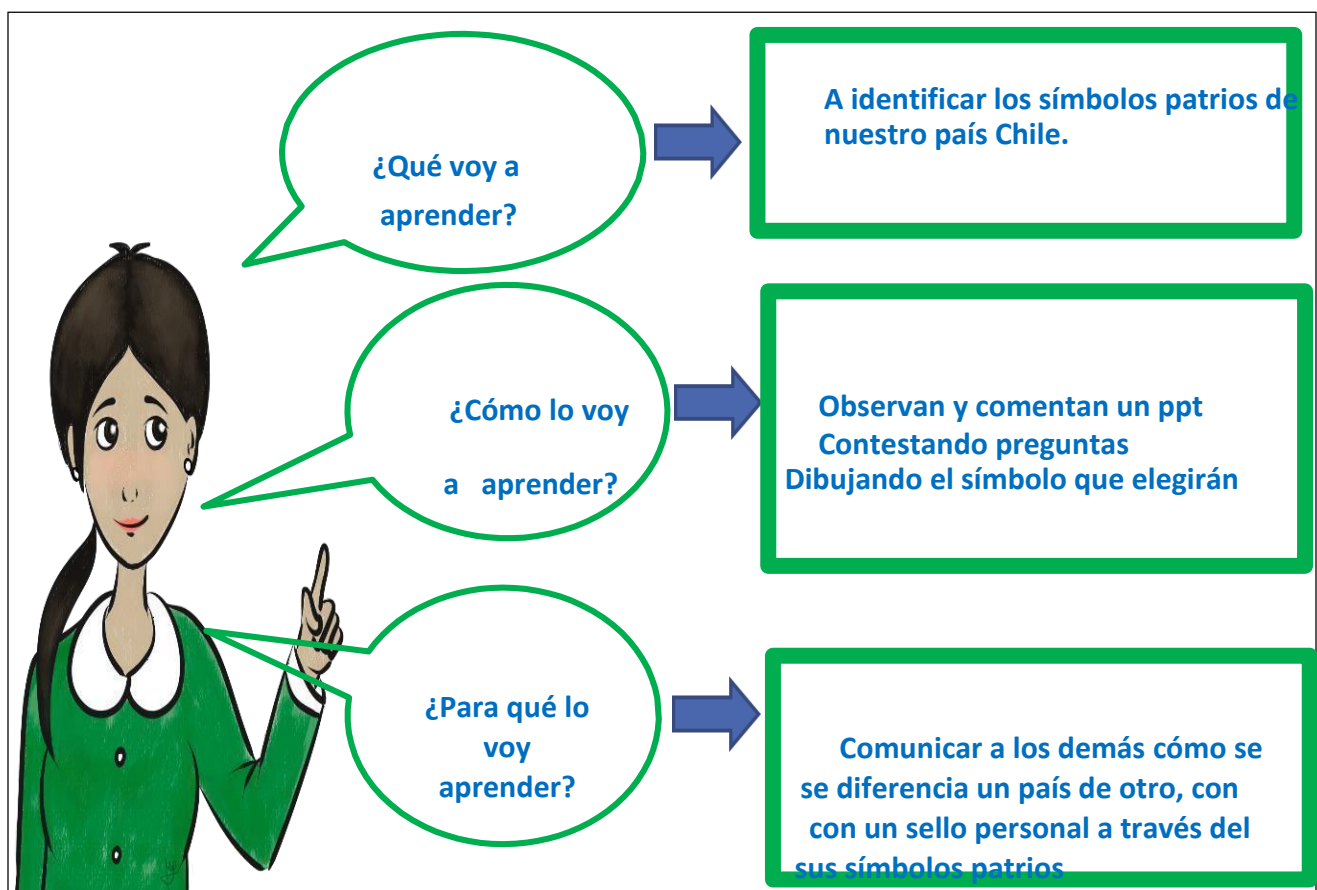 ¿Qué voy a
aprender?
A identificar los símbolos patrios de
nuestro país Chile.
¿Cómo lo voy
a aprender?
Observan y comentan un ppt
Contestando preguntas
Dibujando el símbolo que elegirán
¿Para qué lo
voy
aprender?
Comunicar a los demás cómo se
se diferencia un país de otro, con
con un sello personal a través del
sus símbolos patrios